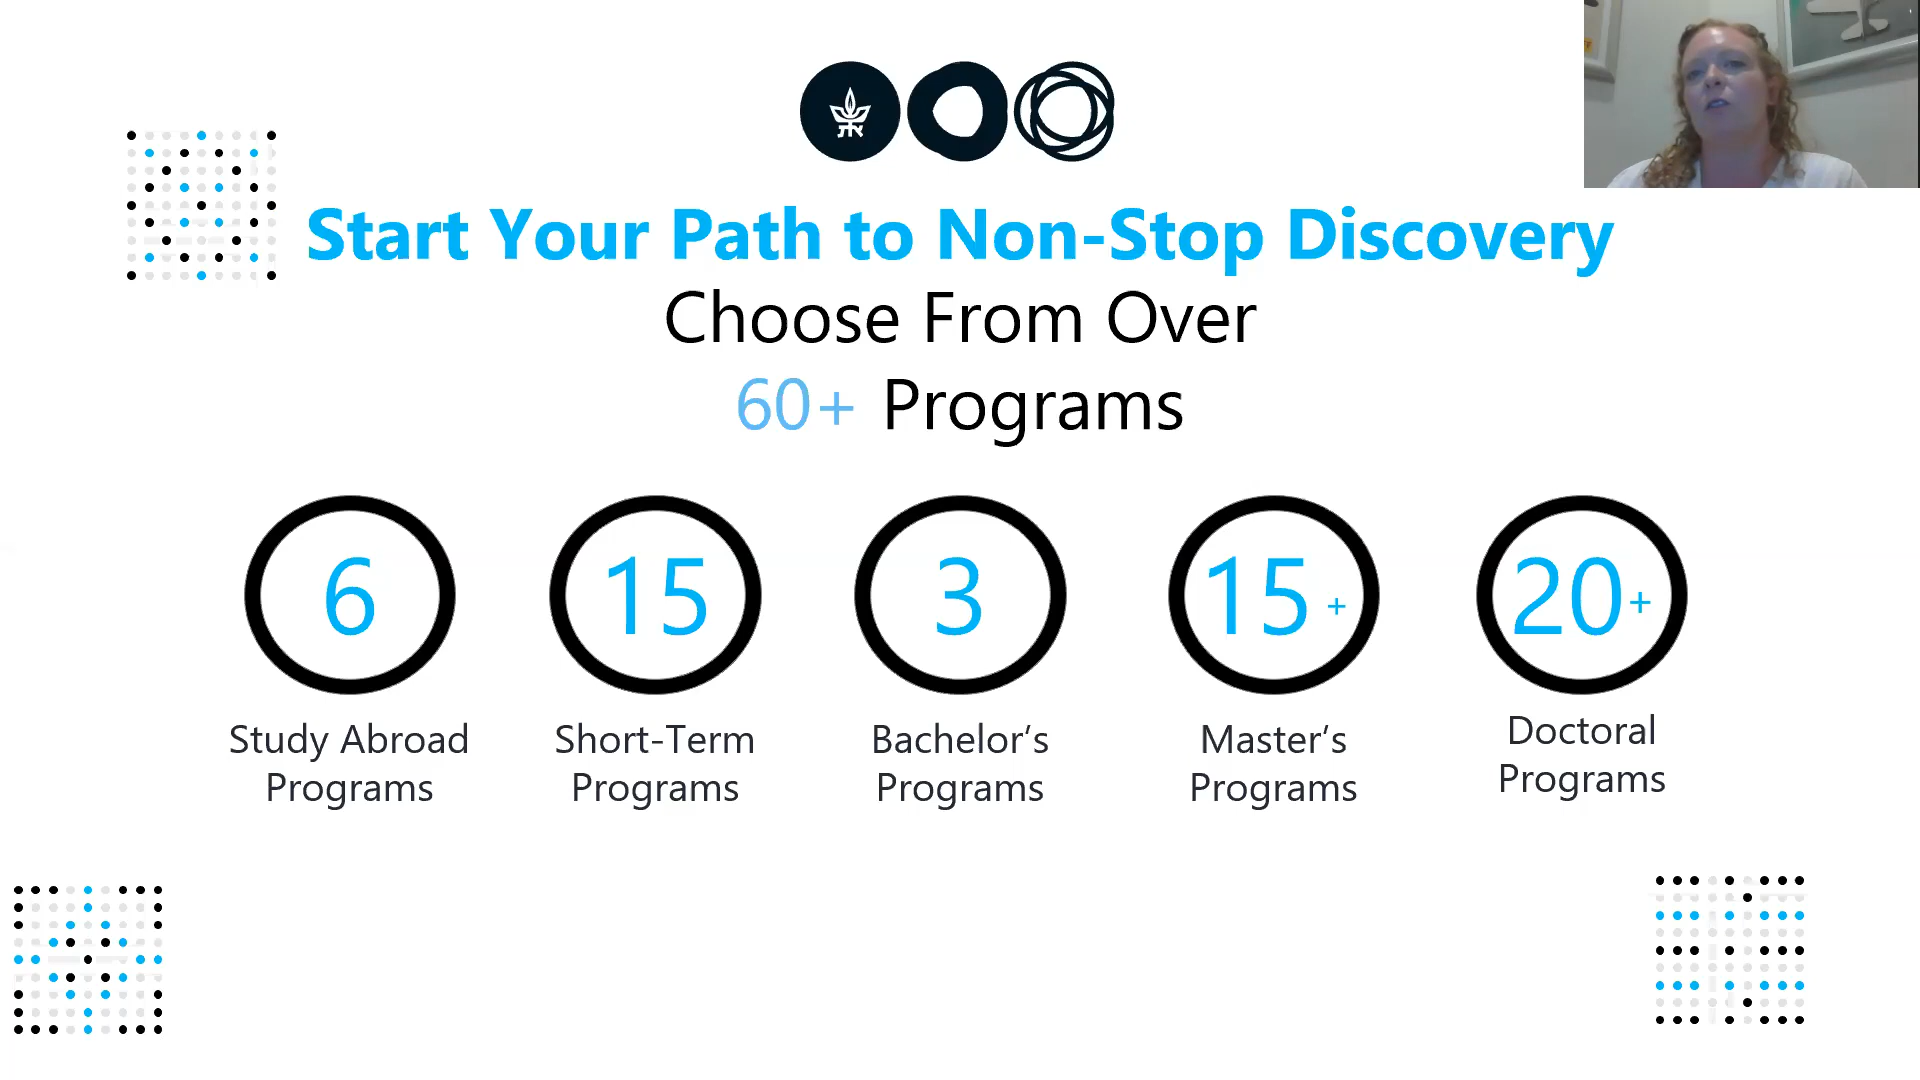 Start Your Path to Non-Stop Discovery
Choose From Over
60+ Programs
6
15
3
15 +
20+
Study Abroad
Programs
Short-Term
Programs
Bachelor’s
Programs
Master’s
Programs
Doctoral
Programs